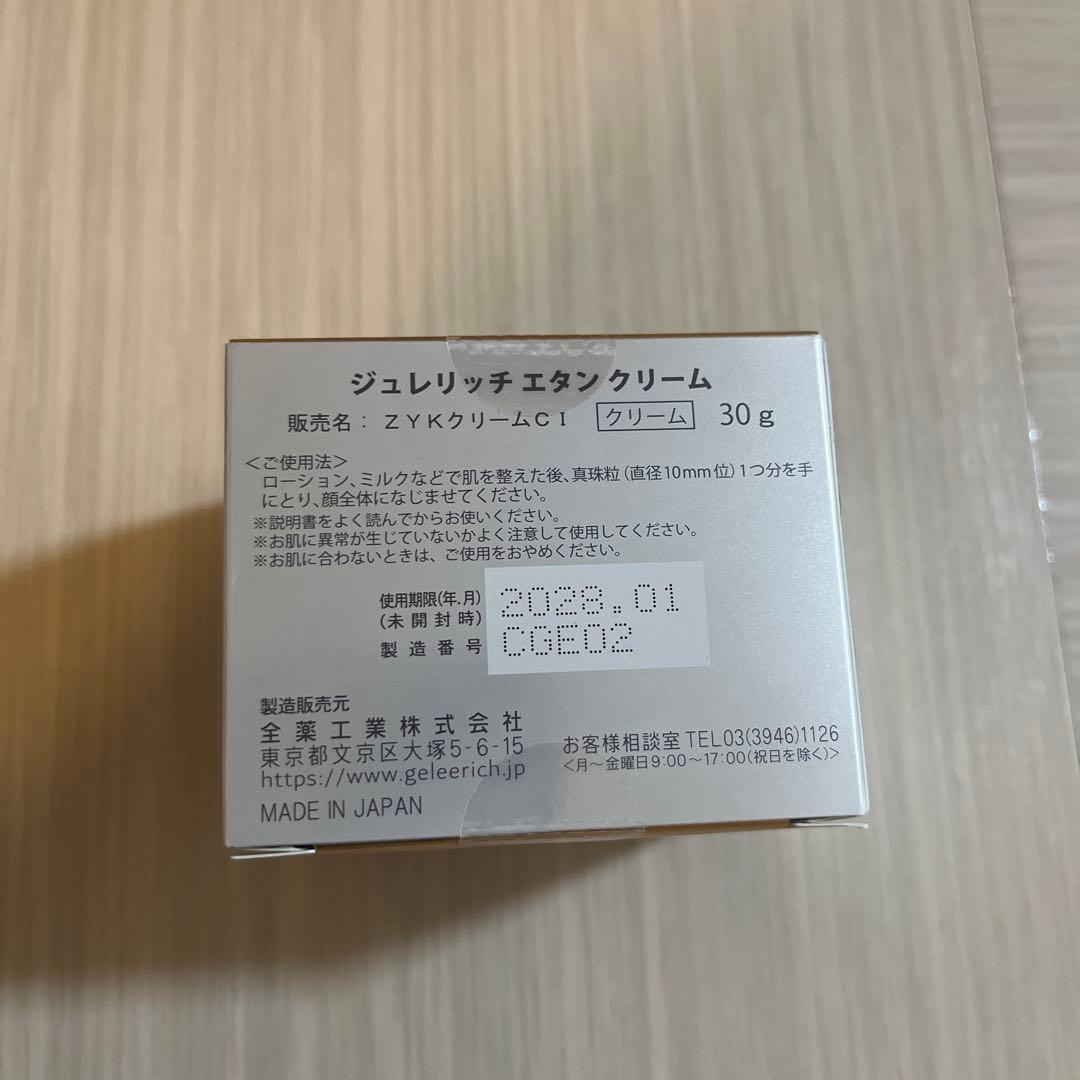 ジュレリッチ エタン クリーム
販売名: ZYKクリームCI クリーム 30g
<ご使用法>
ローション、ミルクなどで肌を整えた後、真珠粒(直径10mm位)1つ分を手
にとり、顔全体になじませてください。
※説明書をよく読んでからお使いください。
※お肌に異常が生じていないかよく注意して使用してください。
※お肌に合わないときは、ご使用をおやめください。
使用期限(年.月) 2028.01
(未開封時)
製造番号 CGE02
製造販売元
全薬工業株式会社
東京都文京区大塚5-6-15
https://www.geleerich.jp
お客様相談室 TEL03(3946)1126
<月〜金曜日9:00〜17:00(祝日を除く)>
MADE IN JAPAN